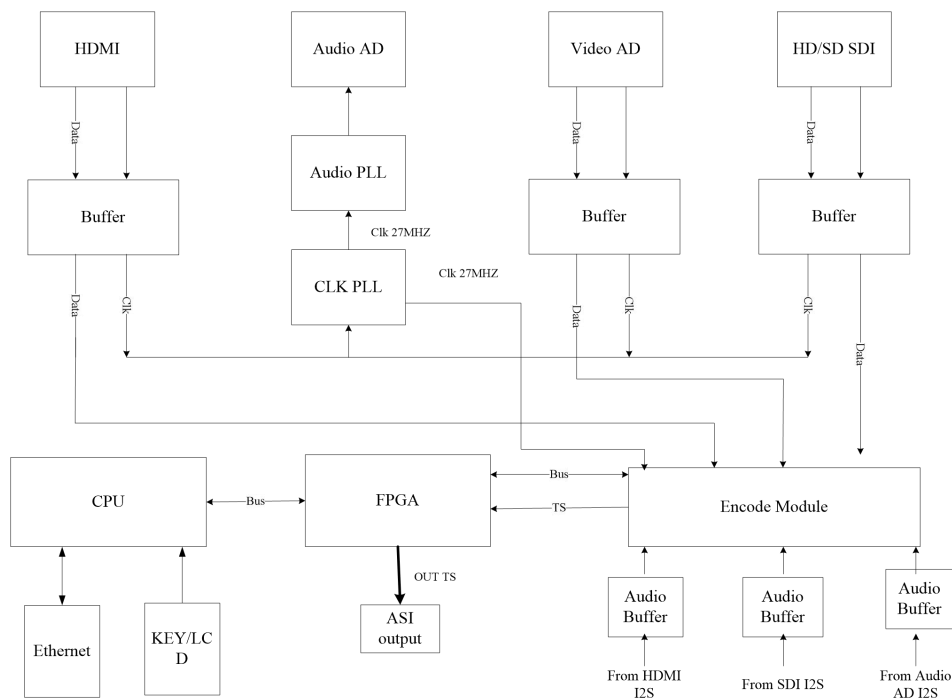 HDMI
Audio AD
Video AD
HD/SD SDI
Data
Data
Data
Audio PLL
Buffer
Buffer
Buffer
Clk 27MHZ
Clk 27MHZ
CLK PLL
Data
Clk
Data
Clk
Clk
Data
CPU
Bus
FPGA
Bus
TS
Encode Module
OUT TS
Ethernet
KEY/LC
D
ASI
output
Audio
Buffer
Audio
Buffer
Audio
Buffer
From HDMI
I2S
From SDI I2S
From Audio
AD I2S